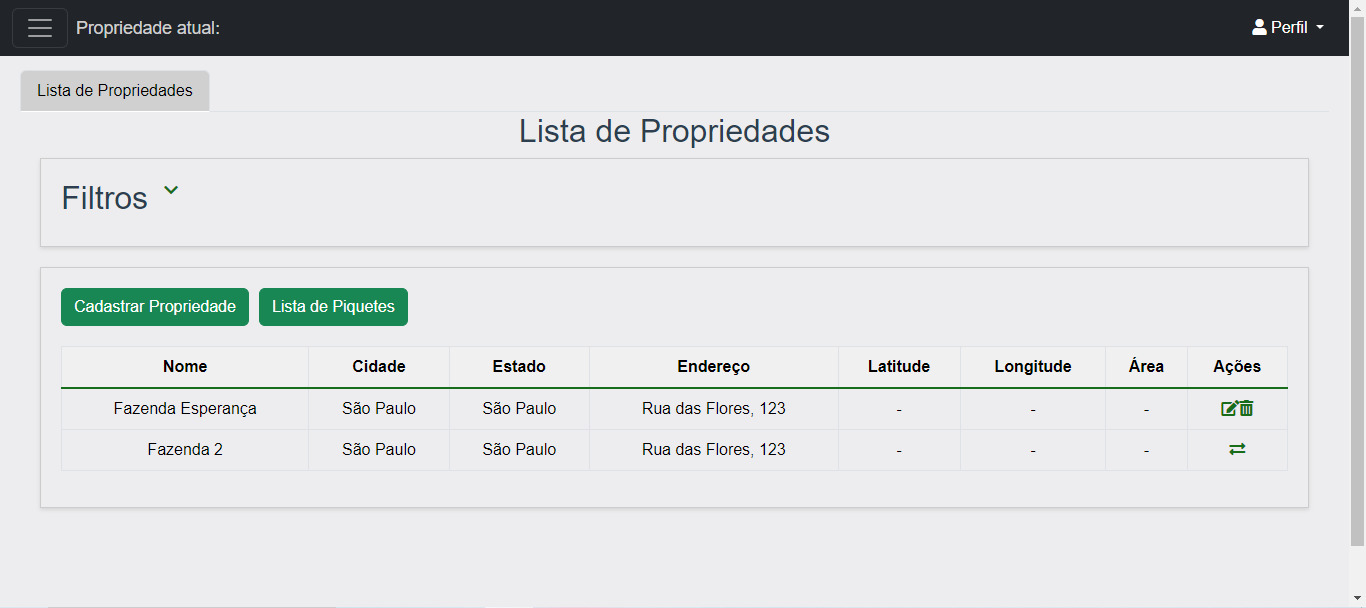 Propriedade atual:
Perfil
Lista de Propriedades
Lista de Propriedades
Filtros
Cadastrar Propriedade Lista de Piquetes
Nome Cidade Estado Endereço Latitude Longitude Área Ações
Fazenda Esperança São Paulo São Paulo Rua das Flores, 123 - - -
Fazenda 2 São Paulo São Paulo Rua das Flores, 123 - - -